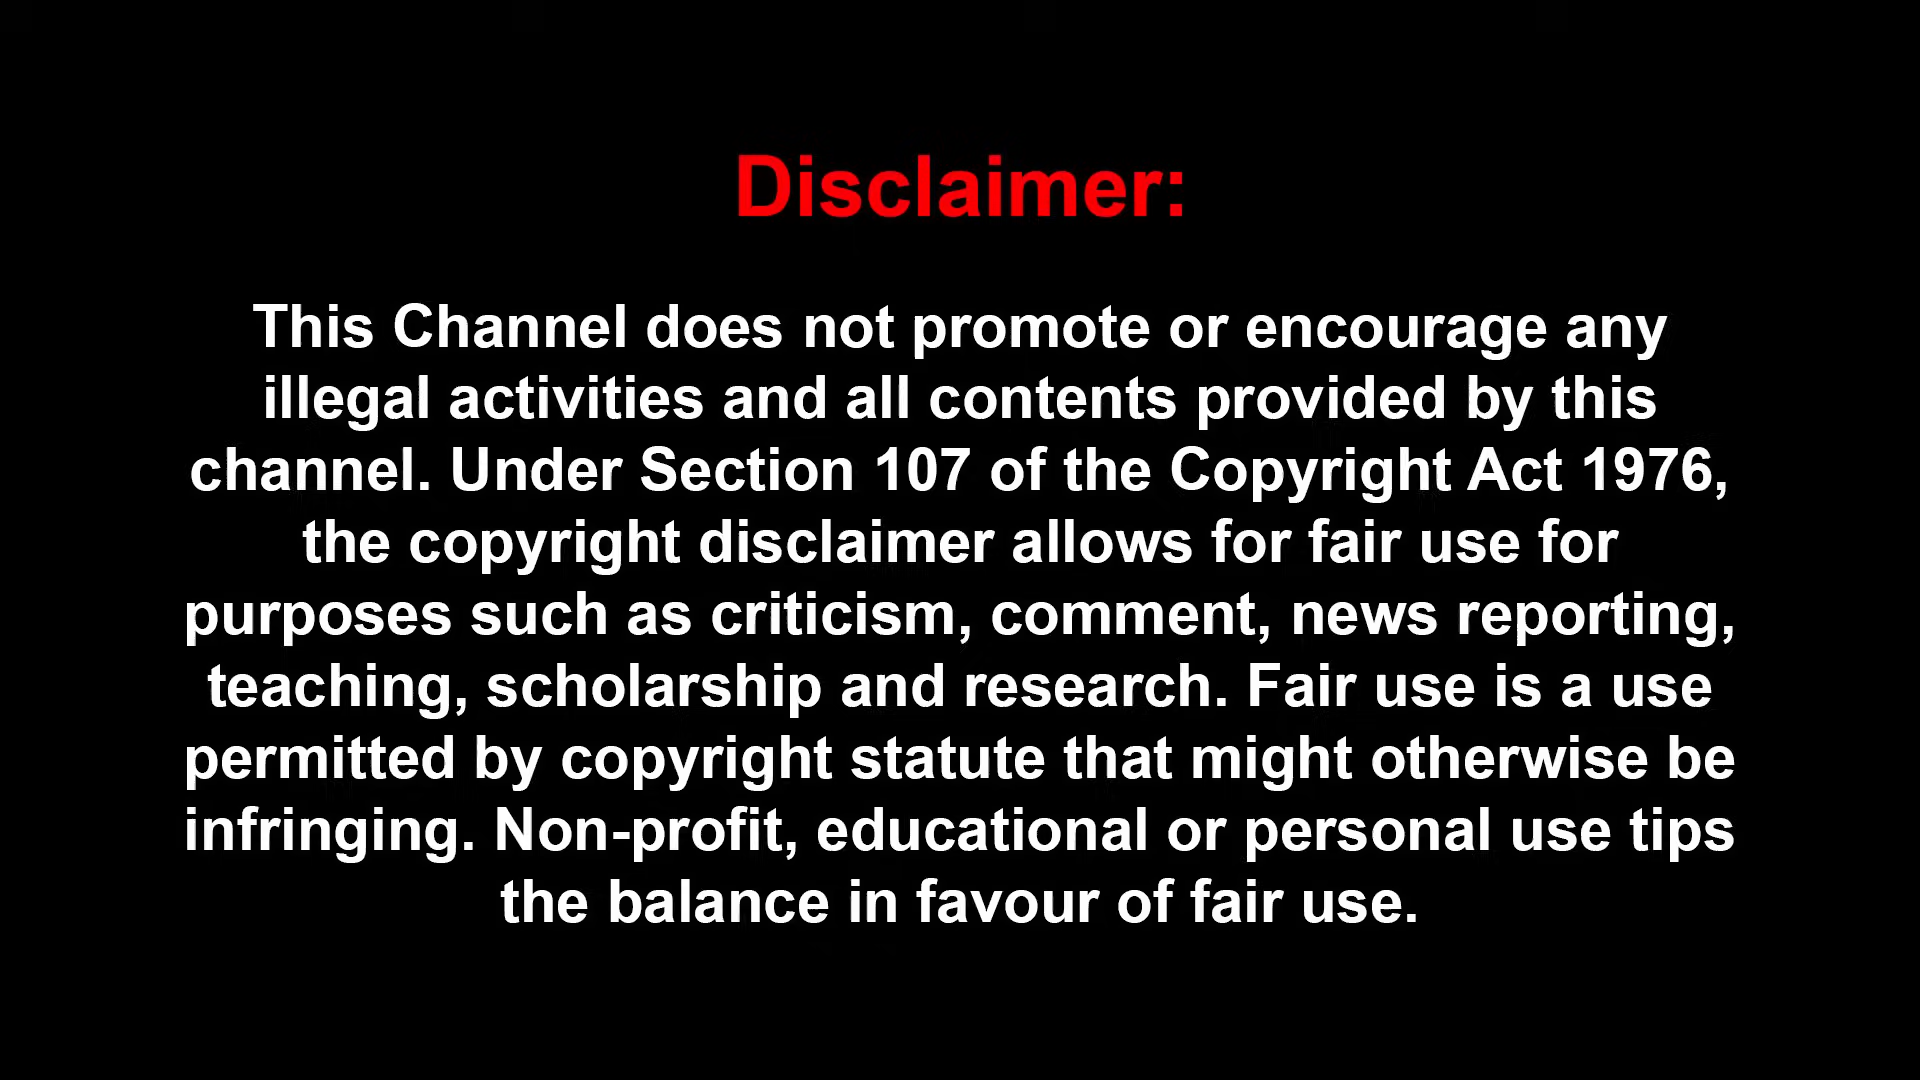 Disclaimer:
This Channel does not promote or encourage any
illegal activities and all contents provided by this
channel. Under Section 107 of the Copyright Act 1976,
the copyright disclaimer allows for fair use for
purposes such as criticism, comment, news reporting,
teaching, scholarship and research. Fair use is a use
permitted by copyright statute that might otherwise be
infringing. Non-profit, educational or personal use tips
the balance in favour of fair use.